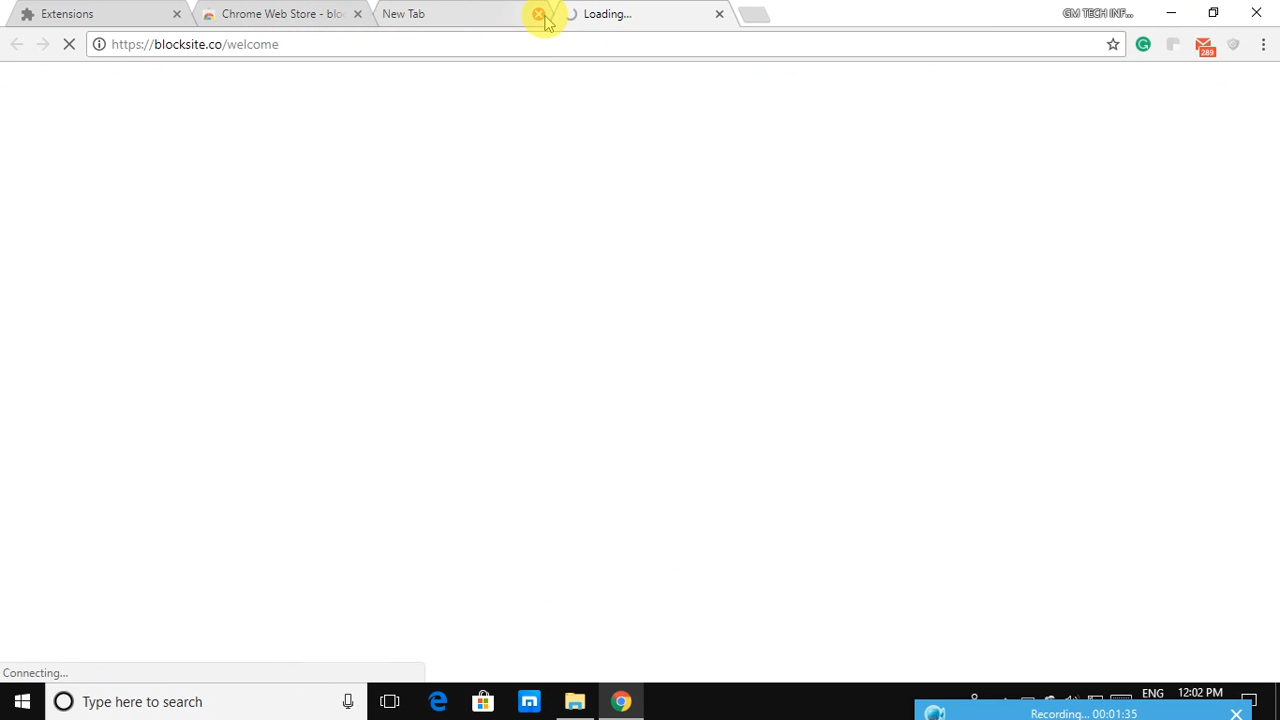 Extensions
Chrome Web Store - blo
New Tab
Loading...
GM TECH INF...
https://blocksite.co/welcome
289
Connecting...
Type here to search
ENG
12:02 PM
Recording... 00:01:35